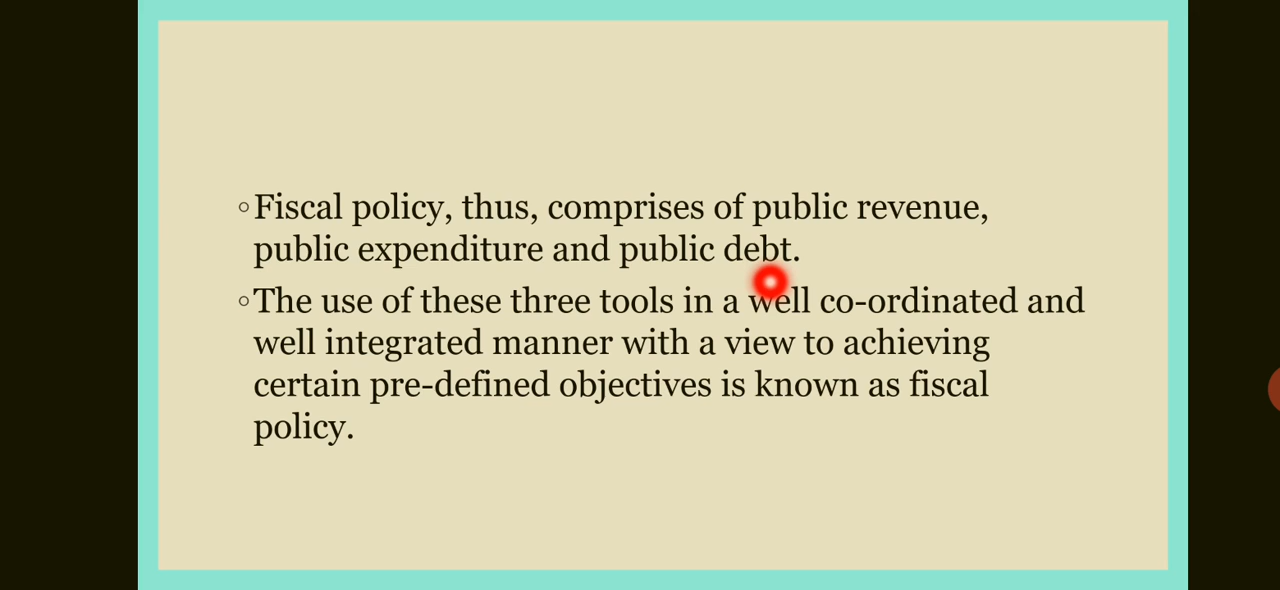 ◦Fiscal policy, thus, comprises of public revenue,
public expenditure and public debt.
◦The use of these three tools in a well co-ordinated and
well integrated manner with a view to achieving
certain pre-defined objectives is known as fiscal
policy.